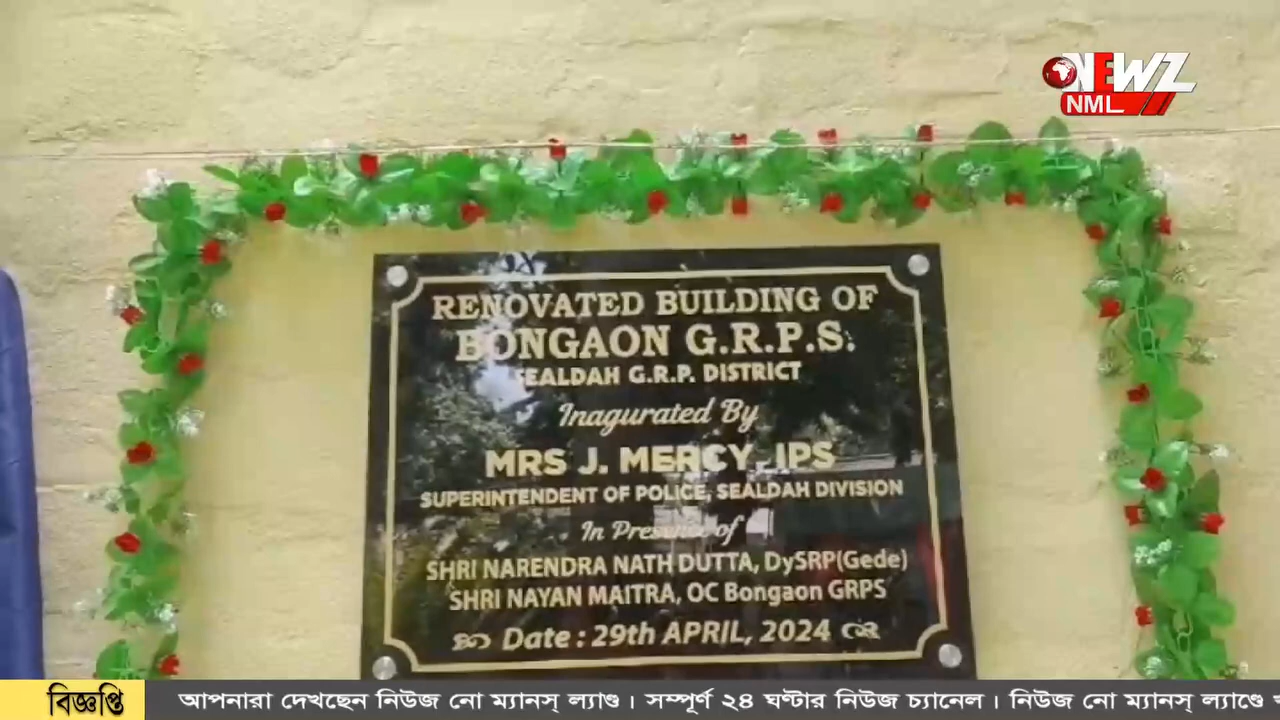 NEWZ
NML
RENOVATED BUILDING OF
BONGAON G.R.P.S.
SEALDAH G.R.P. DISTRICT
Inagurated By
MRS J. MERCY IPS
SUPERINTENDENT OF POLICE, SEALDAH DIVISION
In Presence of
SHRI NARENDRA NATH DUTTA, DySRP(Gede)
SHRI NAYAN MAITRA, OC Bongaon GRPS
Date : 29th APRIL, 2024
বিজ্ঞপ্তি আপনারা দেখছেন নিউজ নো ম্যানস্ ল্যাণ্ড । সম্পূর্ণ ২৪ ঘণ্টার নিউজ চ্যানেল । নিউজ নো ম্যানস্ ল্যাণ্ডে